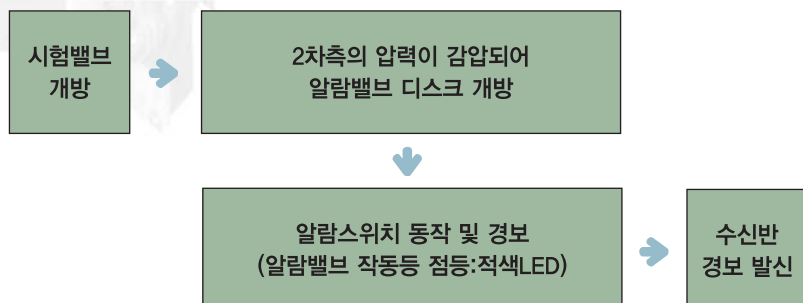 시험밸브
개방
2차측의 압력이 감압되어
알람밸브 디스크 개방
알람스위치 동작 및 경보
(알람밸브 작동등 점등:적색LED)
수신반
경보 발신